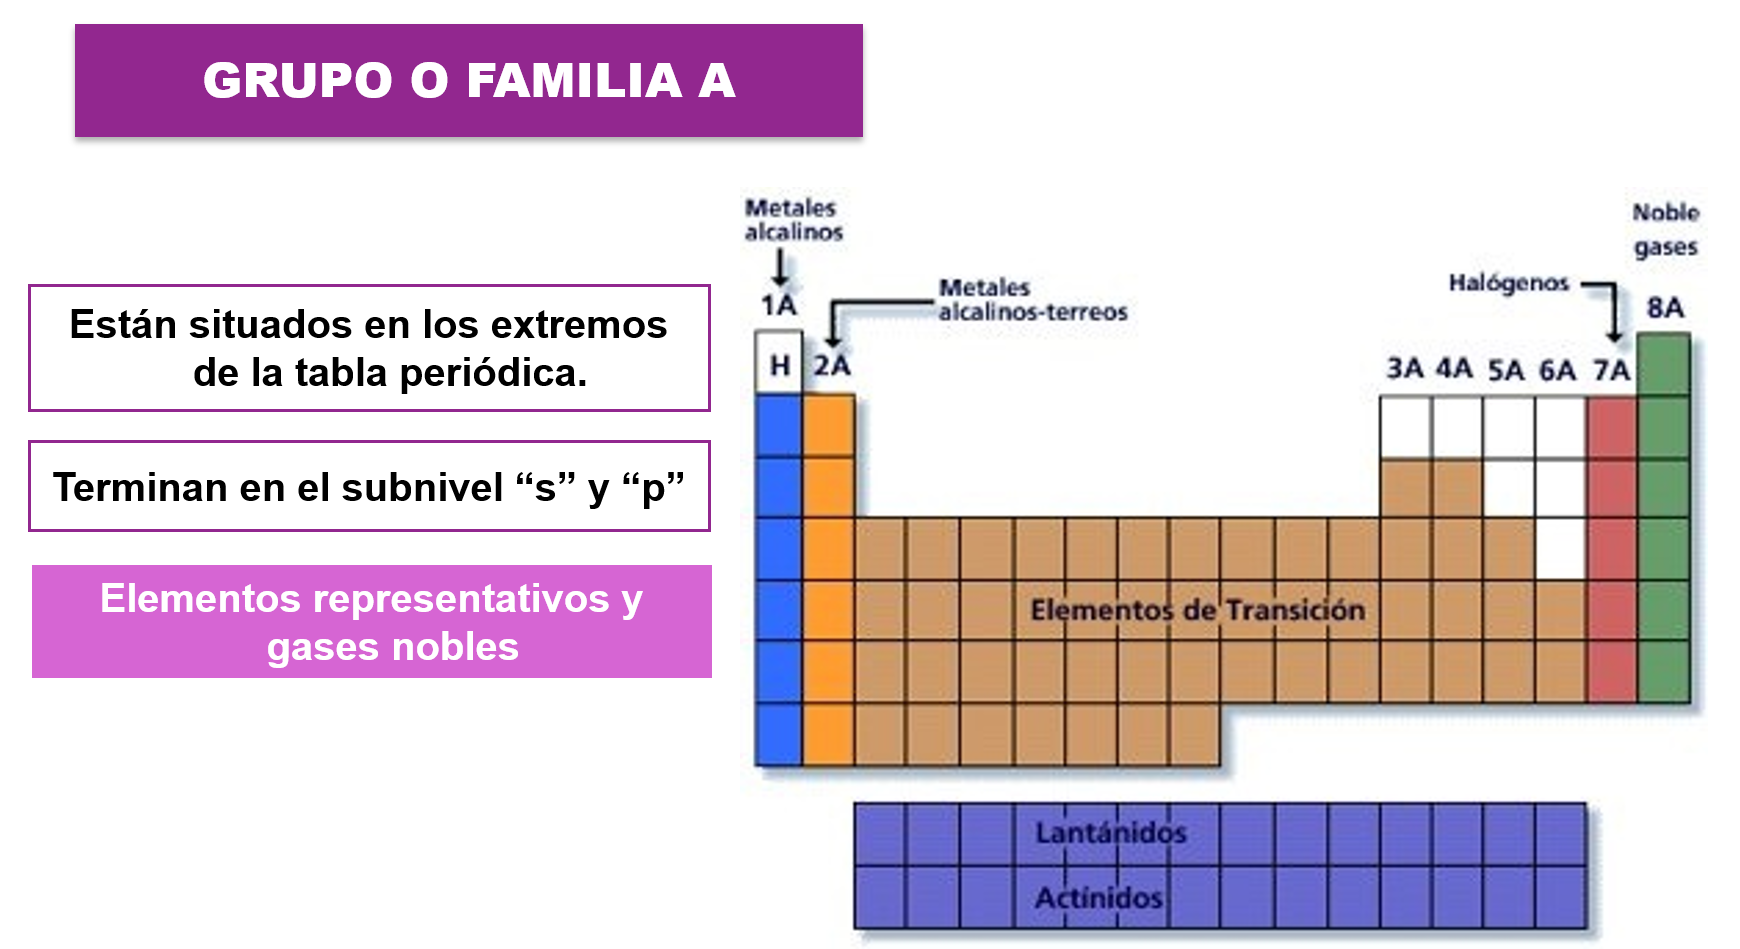 GRUPO O FAMILIA A
Están situados en los extremos
de la tabla periódica.
Terminan en el subnivel “s” y “p”
Elementos representativos y
gases nobles
Metales
alcalinos
1A
H
2A
Metales
alcalinos-terreos
Halógenos
Noble
gases
8A
3A 4A 5A 6A 7A
Elementos de Transición
Lantánidos
Actínidos